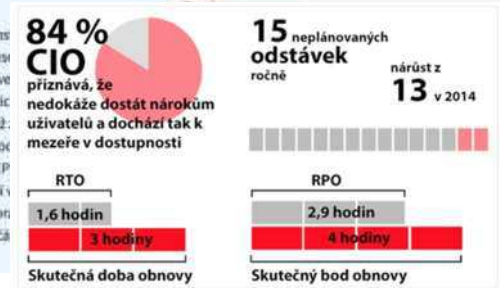 84 %
CIO
přiznává, že
nedokáže dostát nárokům
uživatelů a dochází tak k
mezeře v dostupnosti
15 neplánovaných
odstávek
ročně
nárůst z
13 v 2014
RTO
1,6 hodin
3 hodiny
Skutečná doba obnovy
RPO
2,9 hodin
4 hodiny
Skutečný bod obnovy